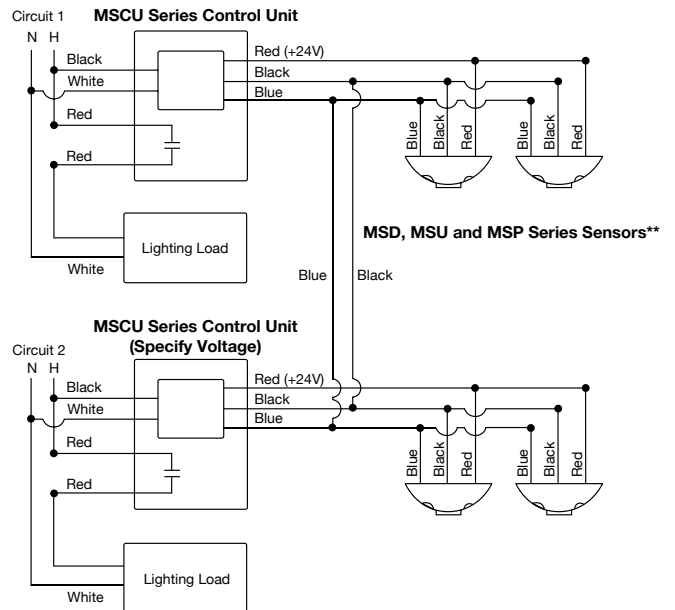 Circuit 1
MSCU Series Control Unit
N H
Black
White
Red
Red
Red (+24V)
Black
Blue
Blue
Black
Red
Blue
Black
Red
Lighting Load
White
MSD, MSU and MSP Series Sensors**
Blue
Black
MSCU Series Control Unit
(Specify Voltage)
Circuit 2
N H
Black
White
Red
Red
Red (+24V)
Black
Blue
Blue
Black
Red
Blue
Black
Red
Lighting Load
White